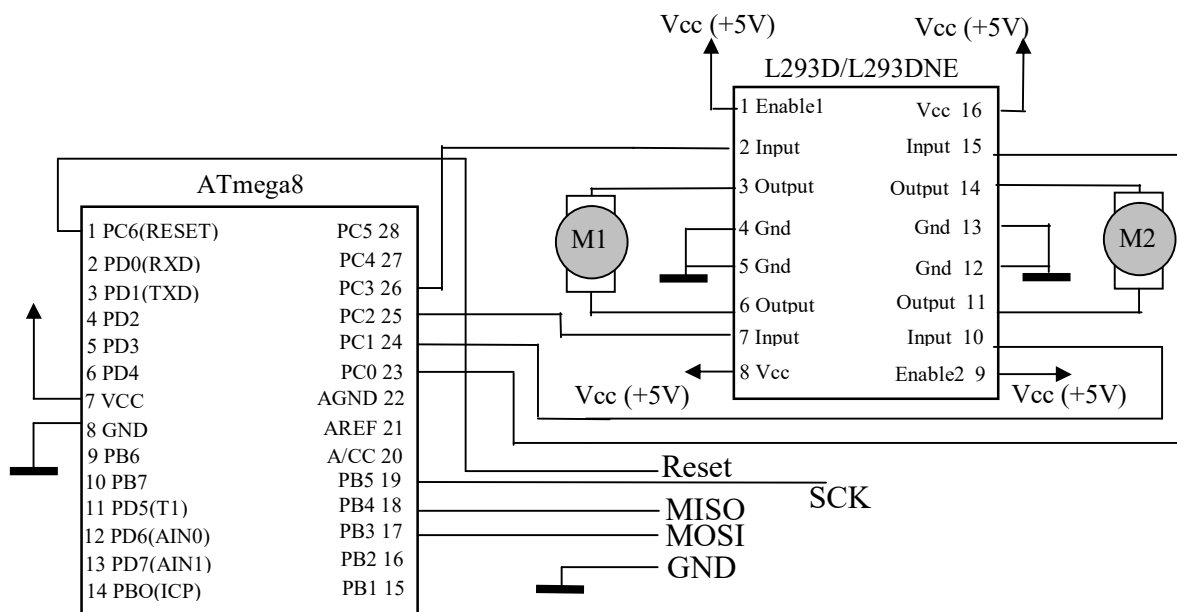 Vcc (+5V)
Vcc (+5V)
L293D/L293DNE
1 Enable1
Vcc 16
2 Input
Input 15
3 Output
Output 14
4 Gnd
Gnd 13
5 Gnd
Gnd 12
6 Output
Output 11
7 Input
Input 10
8 Vcc
Enable2 9
Vcc (+5V)
Vcc (+5V)
M1
M2
ATmega8
1 PC6(RESET)
PC5 28
2 PD0(RXD)
PC4 27
3 PD1(TXD)
PC3 26
4 PD2
PC2 25
5 PD3
PC1 24
6 PD4
PC0 23
7 VCC
AGND 22
8 GND
AREF 21
9 PB6
A/CC 20
10 PB7
PB5 19
11 PD5(T1)
PB4 18
12 PD6(AIN0)
PB3 17
13 PD7(AIN1)
PB2 16
14 PBO(ICP)
PB1 15
Reset
SCK
MISO
MOSI
GND